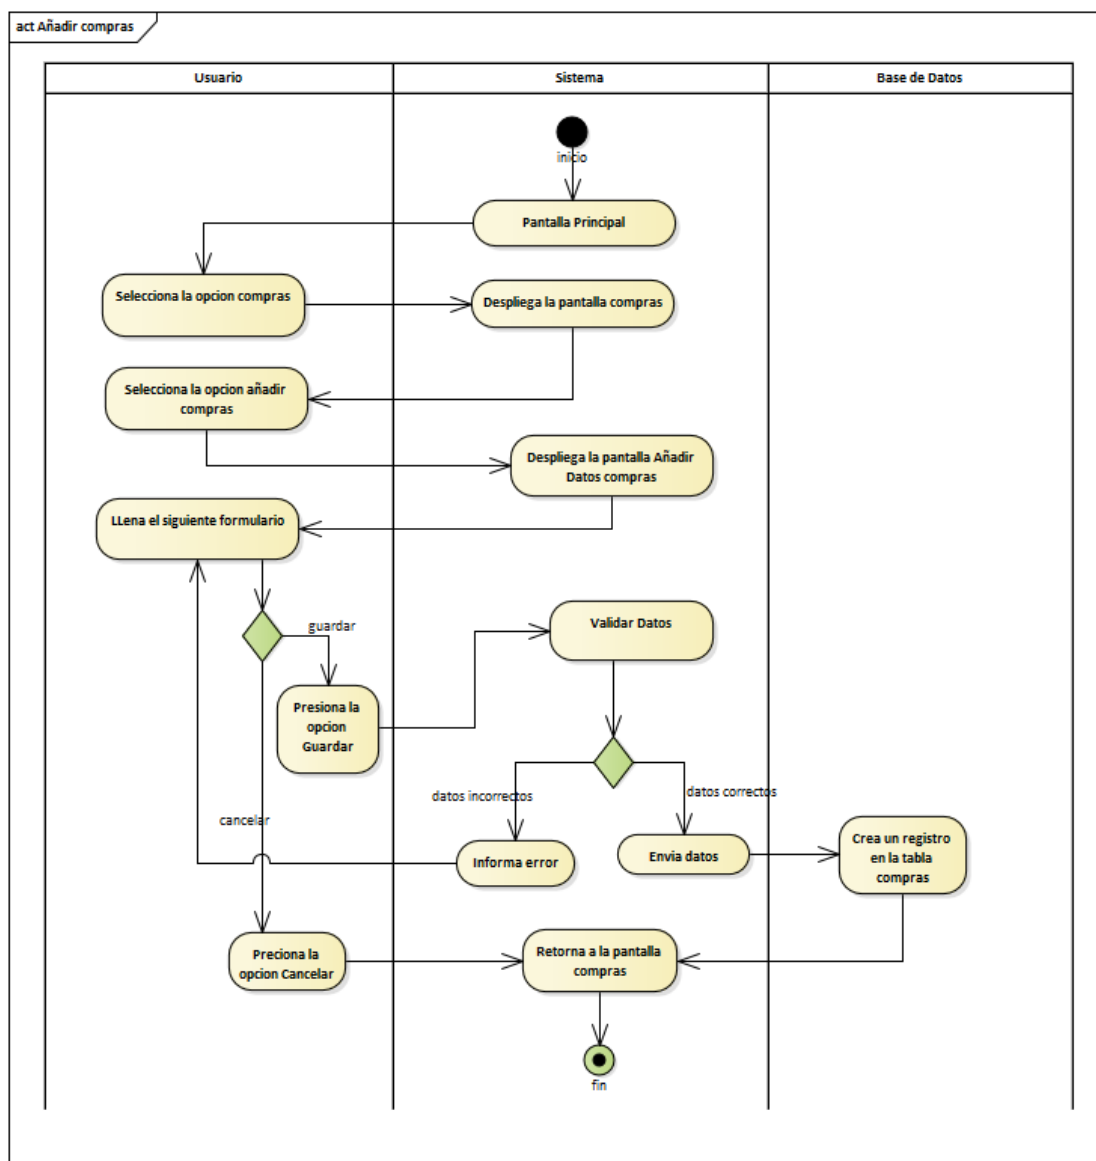 act Añadir compras
Usuario
Sistema
Base de Datos
inicio
Pantalla Principal
Selecciona la opcion compras
Despliega la pantalla compras
Selecciona la opcion añadir
compras
Despliega la pantalla Añadir
Datos compras
LLena el siguiente formulario
guardar
Validar Datos
Presiona la
opcion
Guardar
datos incorrectos
datos correctos
cancelar
Informa error
Envia datos
Crea un registro
en la tabla
compras
Preciona la
opcion Cancelar
Retorna a la pantalla
compras
fin